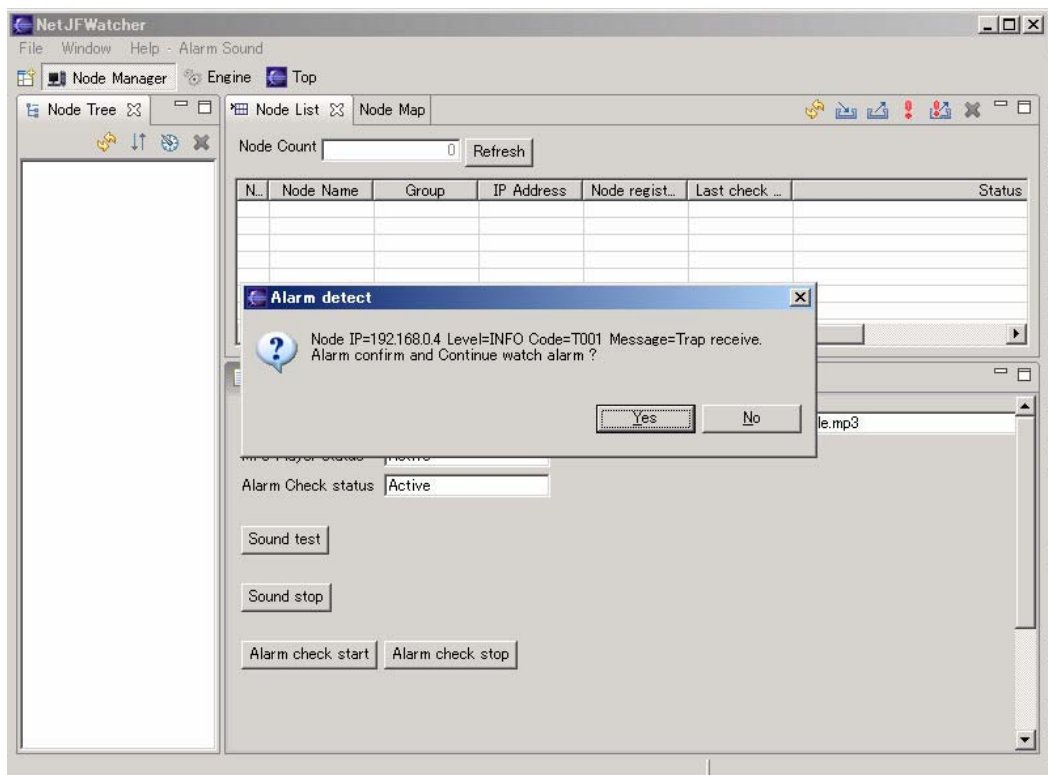 NetJFWatcher
File Window Help - Alarm Sound
Node Manager Engine Top
Node Tree Node List Node Map
Node Count 0 Refresh
N... Node Name Group IP Address Node regist... Last check ... Status
Alarm detect
Node IP=192.168.0.4 Level=INFO Code=T001 Message=Trap receive.
Alarm confirm and Continue watch alarm ?
Yes No
le.mp3
Alarm Check status Active
Sound test
Sound stop
Alarm check start Alarm check stop